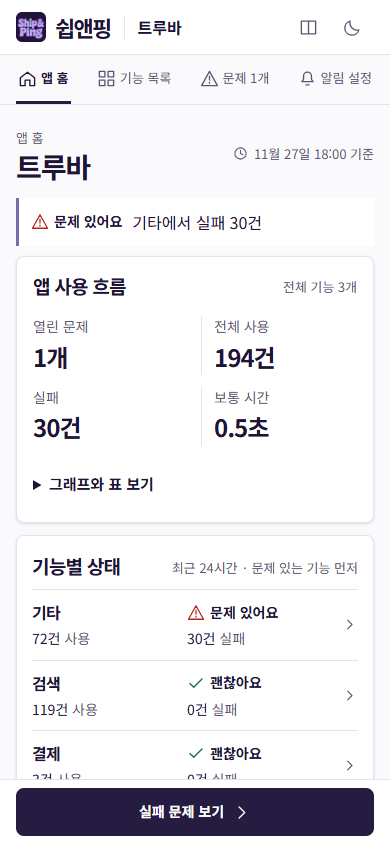 Ship&
Ping
쉽앤핑
트루바
앱 홈
기능 목록
문제 1개
알림 설정
앱 홈
트루바
11월 27일 18:00 기준
문제 있어요 기타에서 실패 30건
앱 사용 흐름
전체 기능 3개
열린 문제
1개
전체 사용
194건
실패
30건
보통 시간
0.5초
그래프와 표 보기
기능별 상태
최근 24시간 · 문제 있는 기능 먼저
기타
문제 있어요
72건 사용
30건 실패
검색
괜찮아요
119건 사용
0건 실패
결제
괜찮아요
3건 사용
0건 실패
실패 문제 보기